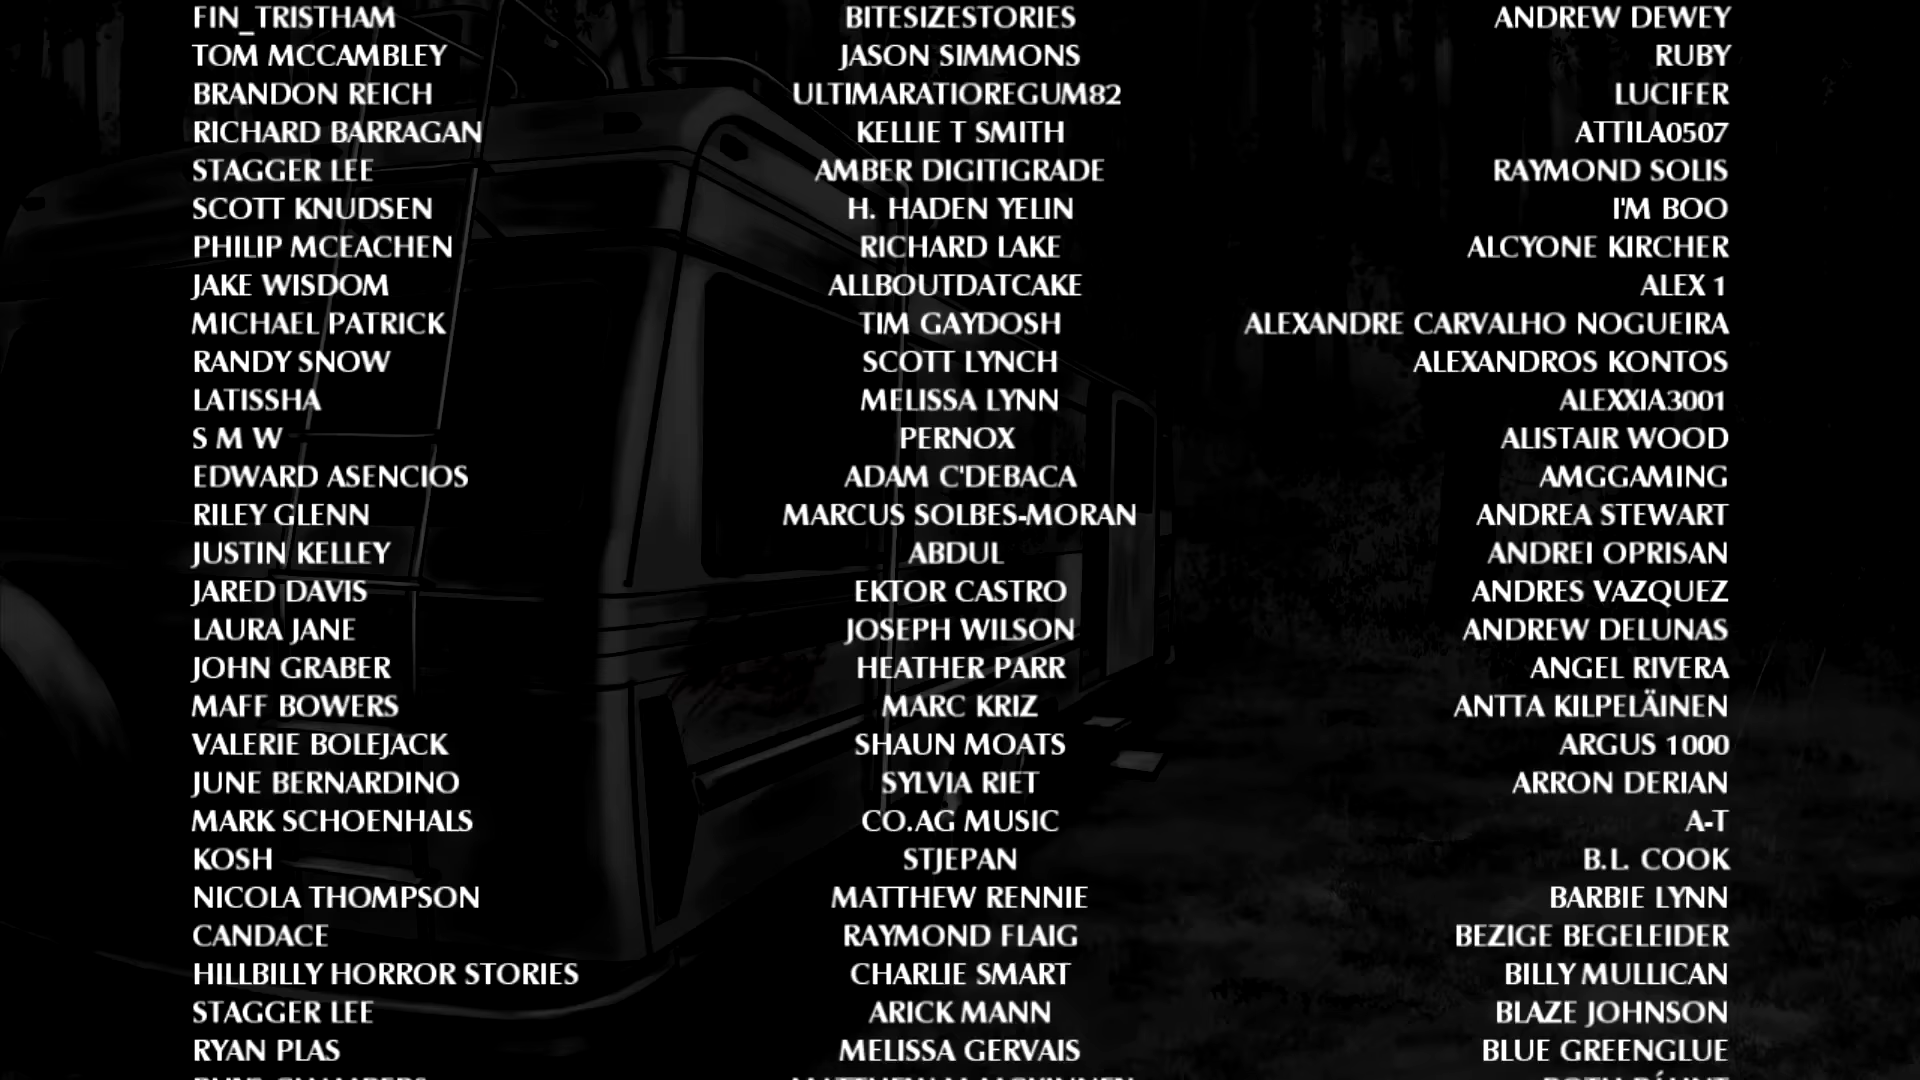 FIN_TRISTHAM
TOM MCCAMBLEY
BRANDON REICH
RICHARD BARRAGAN
STAGGER LEE
SCOTT KNUDSEN
PHILIP MCEACHEN
JAKE WISDOM
MICHAEL PATRICK
RANDY SNOW
LATISSHA
S M W
EDWARD ASENCIOS
RILEY GLENN
JUSTIN KELLEY
JARED DAVIS
LAURA JANE
JOHN GRABER
MAFF BOWERS
VALERIE BOLEJACK
JUNE BERNARDINO
MARK SCHOENHALS
KOSH
NICOLA THOMPSON
CANDACE
HILLBILLY HORROR STORIES
STAGGER LEE
RYAN PLAS
BITESIZESTORIES
JASON SIMMONS
ULTIMARATIOREGUM82
KELLIE T SMITH
AMBER DIGITIGRADE
H. HADEN YELIN
RICHARD LAKE
ALLBOUTDATCAKE
TIM GAYDOSH
SCOTT LYNCH
MELISSA LYNN
PERNOX
ADAM C'DEBACA
MARCUS SOLBES-MORAN
ABDUL
EKTOR CASTRO
JOSEPH WILSON
HEATHER PARR
MARC KRIZ
SHAUN MOATS
SYLVIA RIET
CO.AG MUSIC
STJEPAN
MATTHEW RENNIE
RAYMOND FLAIG
CHARLIE SMART
ARICK MANN
MELISSA GERVAIS
ANDREW DEWEY
RUBY
LUCIFER
ATTILA0507
RAYMOND SOLIS
I'M BOO
ALCYONE KIRCHER
ALEX 1
ALEXANDRE CARVALHO NOGUEIRA
ALEXANDROS KONTOS
ALEXXIA3001
ALISTAIR WOOD
AMGGAMING
ANDREA STEWART
ANDREI OPRISAN
ANDRES VAZQUEZ
ANDREW DELUNAS
ANGEL RIVERA
ANTTA KILPELÄINEN
ARGUS 1000
ARRON DERIAN
A-T
B.L. COOK
BARBIE LYNN
BEZIGE BEGELEIDER
BILLY MULLICAN
BLAZE JOHNSON
BLUE GREENGLUE